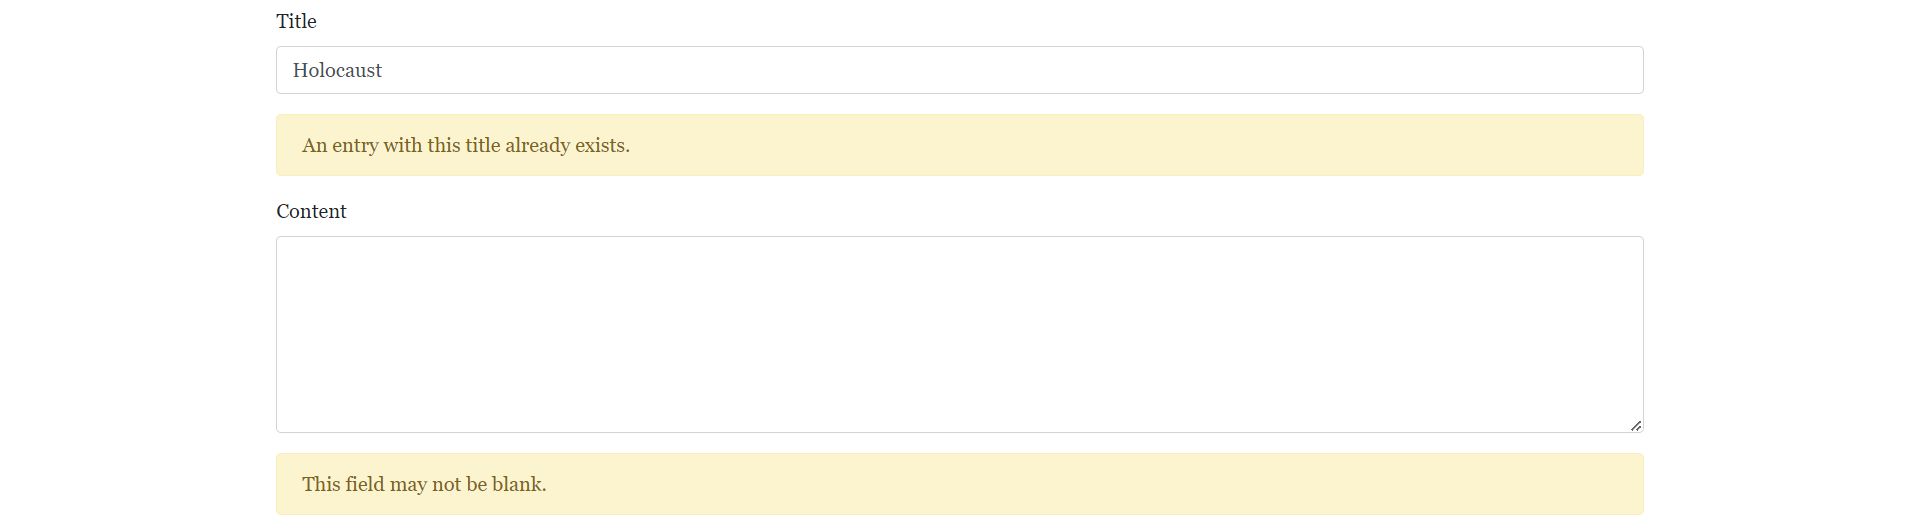 Title
Holocaust
An entry with this title already exists.
Content
This field may not be blank.